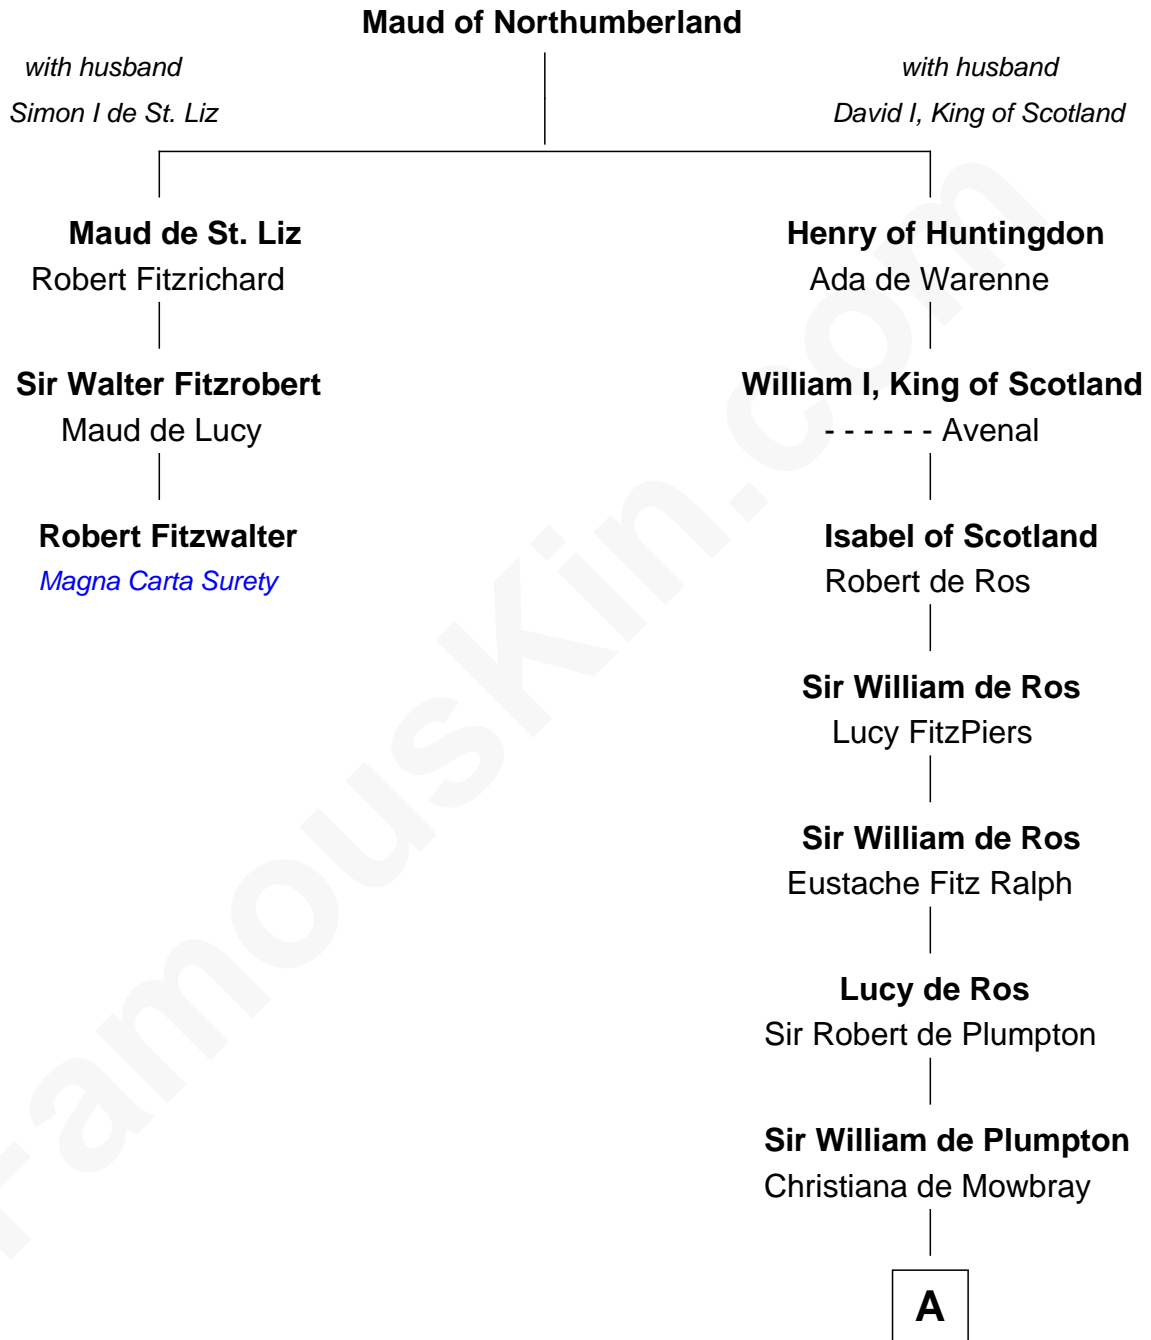 Maud of Northumberland
with husband
Simon I de St. Liz
with husband
David I, King of Scotland
Maud de St. Liz
Robert Fitzrichard
Henry of Huntingdon
Ada de Warenne
Sir Walter Fitzrobert
Maud de Lucy
William I, King of Scotland
- - - - - - Avenal
Robert Fitzwalter
Magna Carta Surety
Isabel of Scotland
Robert de Ros
Sir William de Ros
Lucy FitzPiers
Sir William de Ros
Eustache Fitz Ralph
Lucy de Ros
Sir Robert de Plumpton
Sir William de Plumpton
Christiana de Mowbray
A
FamousKin.com